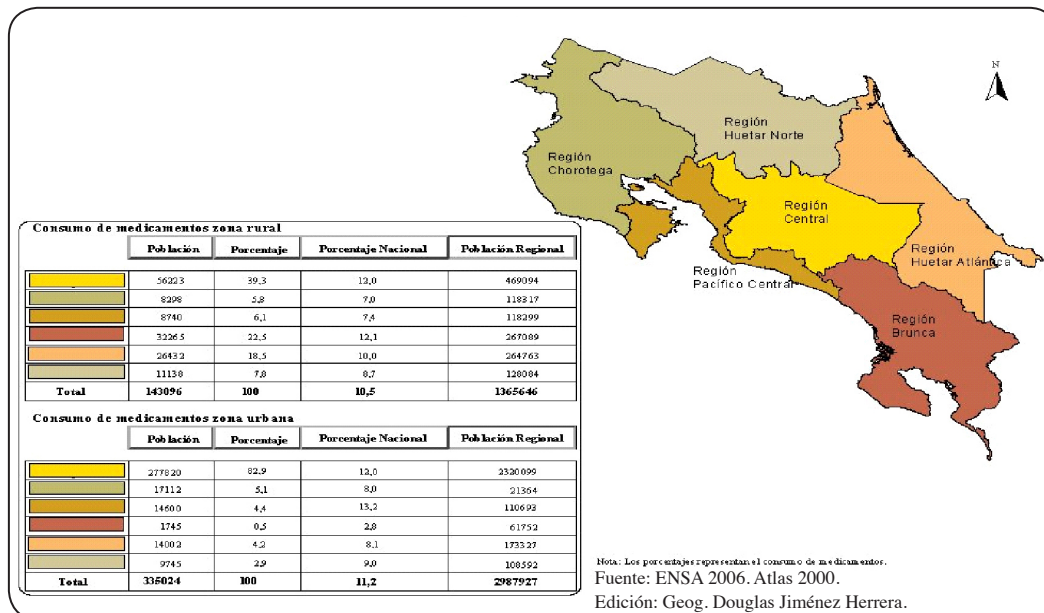 N
Región
Huetar Norte
Región
Chorotega
Región
Central
Región
Huetar Atlántica
Región
Pacífico Central
Región
Brunca
Consumo de medicamentos zona rural
Población Porcentaje Porcentaje Nacional Población Regional
56223 39,3 12,0 469094
8298 5,8 7,0 118317
8740 6,1 7,4 118299
32265 22,5 12,1 267089
26432 18,5 10,0 264763
11138 7,8 8,7 128084
Total 143096 100 10,5 1365646
Consumo de medicamentos zona urbana
Población Porcentaje Porcentaje Nacional Población Regional
277820 82,9 12,0 2320099
17112 5,1 8,0 21364
14600 4,4 13,2 110693
1745 0,5 2,8 61752
14002 4,2 8,1 173327
9745 2,9 9,0 108592
Total 335024 100 11,2 2987927
Nota: Los porcentajes representan el consumo de medicamentos.
Fuente: ENSA 2006. Atlas 2000.
Edición: Geog. Douglas Jiménez Herrera.